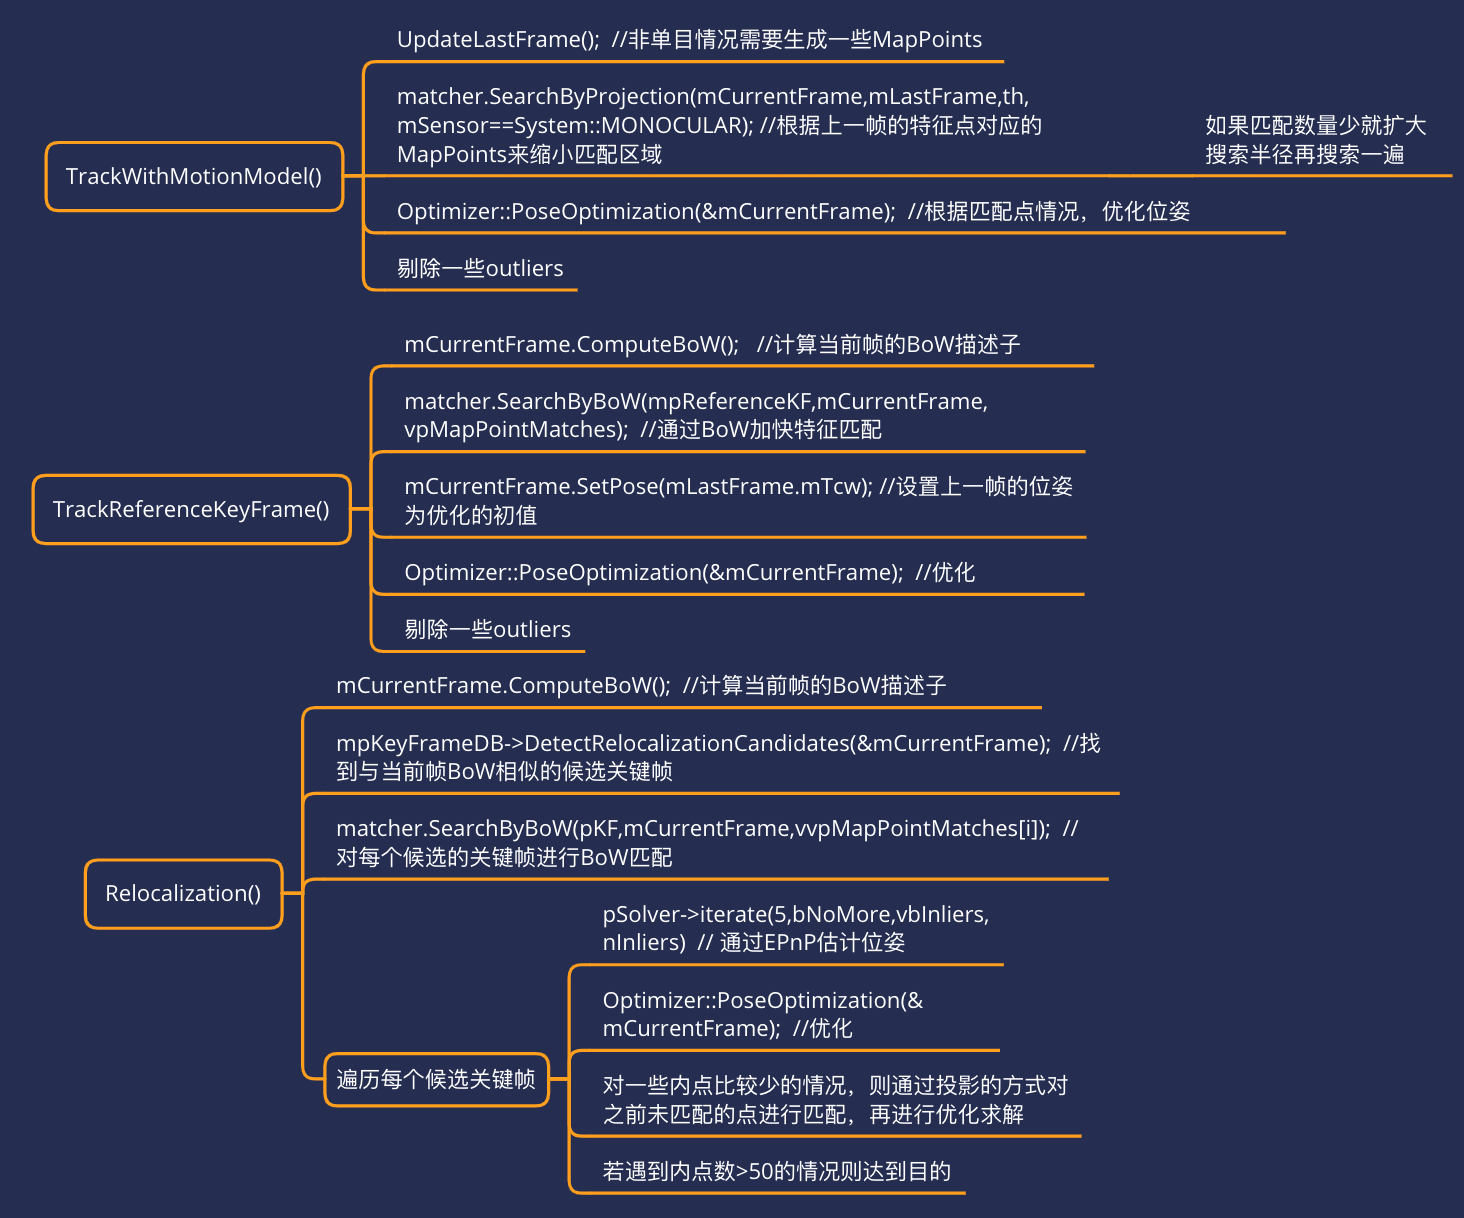 TrackWithMotionModel()
UpdateLastFrame();  //非单目情况需要生成一些MapPoints
matcher.SearchByProjection(mCurrentFrame,mLastFrame,th,
mSensor==System::MONOCULAR); //根据上一帧的特征点对应的
MapPoints来缩小匹配区域
如果匹配数量少就扩大
搜索半径再搜索一遍
Optimizer::PoseOptimization(&mCurrentFrame);  //根据匹配点情况，优化位姿
剔除一些outliers
TrackReferenceKeyFrame()
mCurrentFrame.ComputeBoW();   //计算当前帧的BoW描述子
matcher.SearchByBoW(mpReferenceKF,mCurrentFrame,
vpMapPointMatches);  //通过BoW加快特征匹配
mCurrentFrame.SetPose(mLastFrame.mTcw); //设置上一帧的位姿
为优化的初值
Optimizer::PoseOptimization(&mCurrentFrame);  //优化
剔除一些outliers
Relocalization()
mCurrentFrame.ComputeBoW();  //计算当前帧的BoW描述子
mpKeyFrameDB->DetectRelocalizationCandidates(&mCurrentFrame);  //找
到与当前帧BoW相似的候选关键帧
matcher.SearchByBoW(pKF,mCurrentFrame,vvpMapPointMatches[i]);  //
对每个候选的关键帧进行BoW匹配
遍历每个候选关键帧
pSolver->iterate(5,bNoMore,vbInliers,
nInliers)  // 通过EPnP估计位姿
Optimizer::PoseOptimization(&
mCurrentFrame);  //优化
对一些内点比较少的情况，则通过投影的方式对
之前未匹配的点进行匹配，再进行优化求解
若遇到内点数>50的情况则达到目的